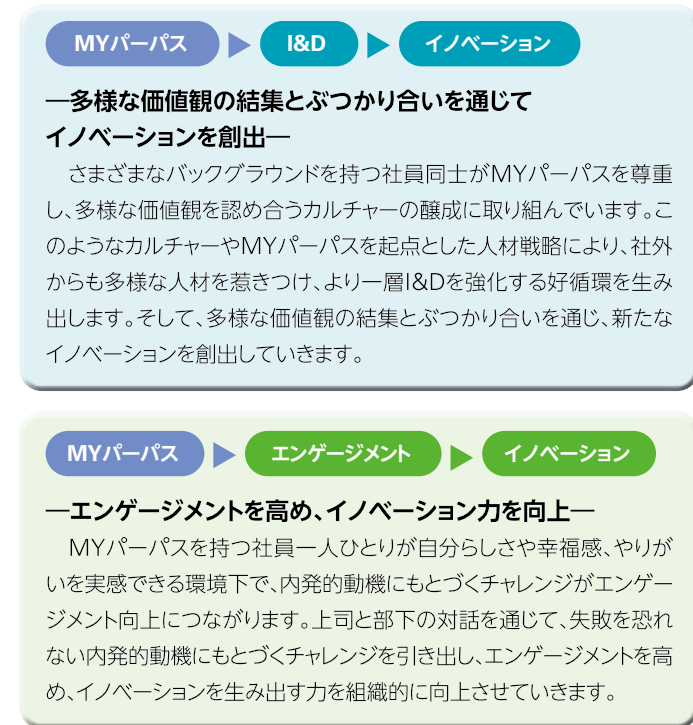 MYパーパス ▶ I&D ▶ イノベーション
―多様な価値観の結集とぶつかり合いを通じて
イノベーションを創出―
　さまざまなバックグラウンドを持つ社員同士がMYパーパスを尊重
し、多様な価値観を認め合うカルチャーの醸成に取り組んでいます。こ
のようなカルチャーやMYパーパスを起点とした人材戦略により、社外
からも多様な人材を惹きつけ、より一層I&Dを強化する好循環を生み
出します。そして、多様な価値観の結集とぶつかり合いを通じ、新たな
イノベーションを創出していきます。
MYパーパス ▶ エンゲージメント ▶ イノベーション
―エンゲージメントを高め、イノベーション力を向上―
　MYパーパスを持つ社員一人ひとりが自分らしさや幸福感、やりが
いを実感できる環境下で、内発的動機にもとづくチャレンジがエンゲー
ジメント向上につながります。上司と部下の対話を通じて、失敗を恐れ
ない内発的動機にもとづくチャレンジを引き出し、エンゲージメントを高
め、イノベーションを生み出す力を組織的に向上させていきます。